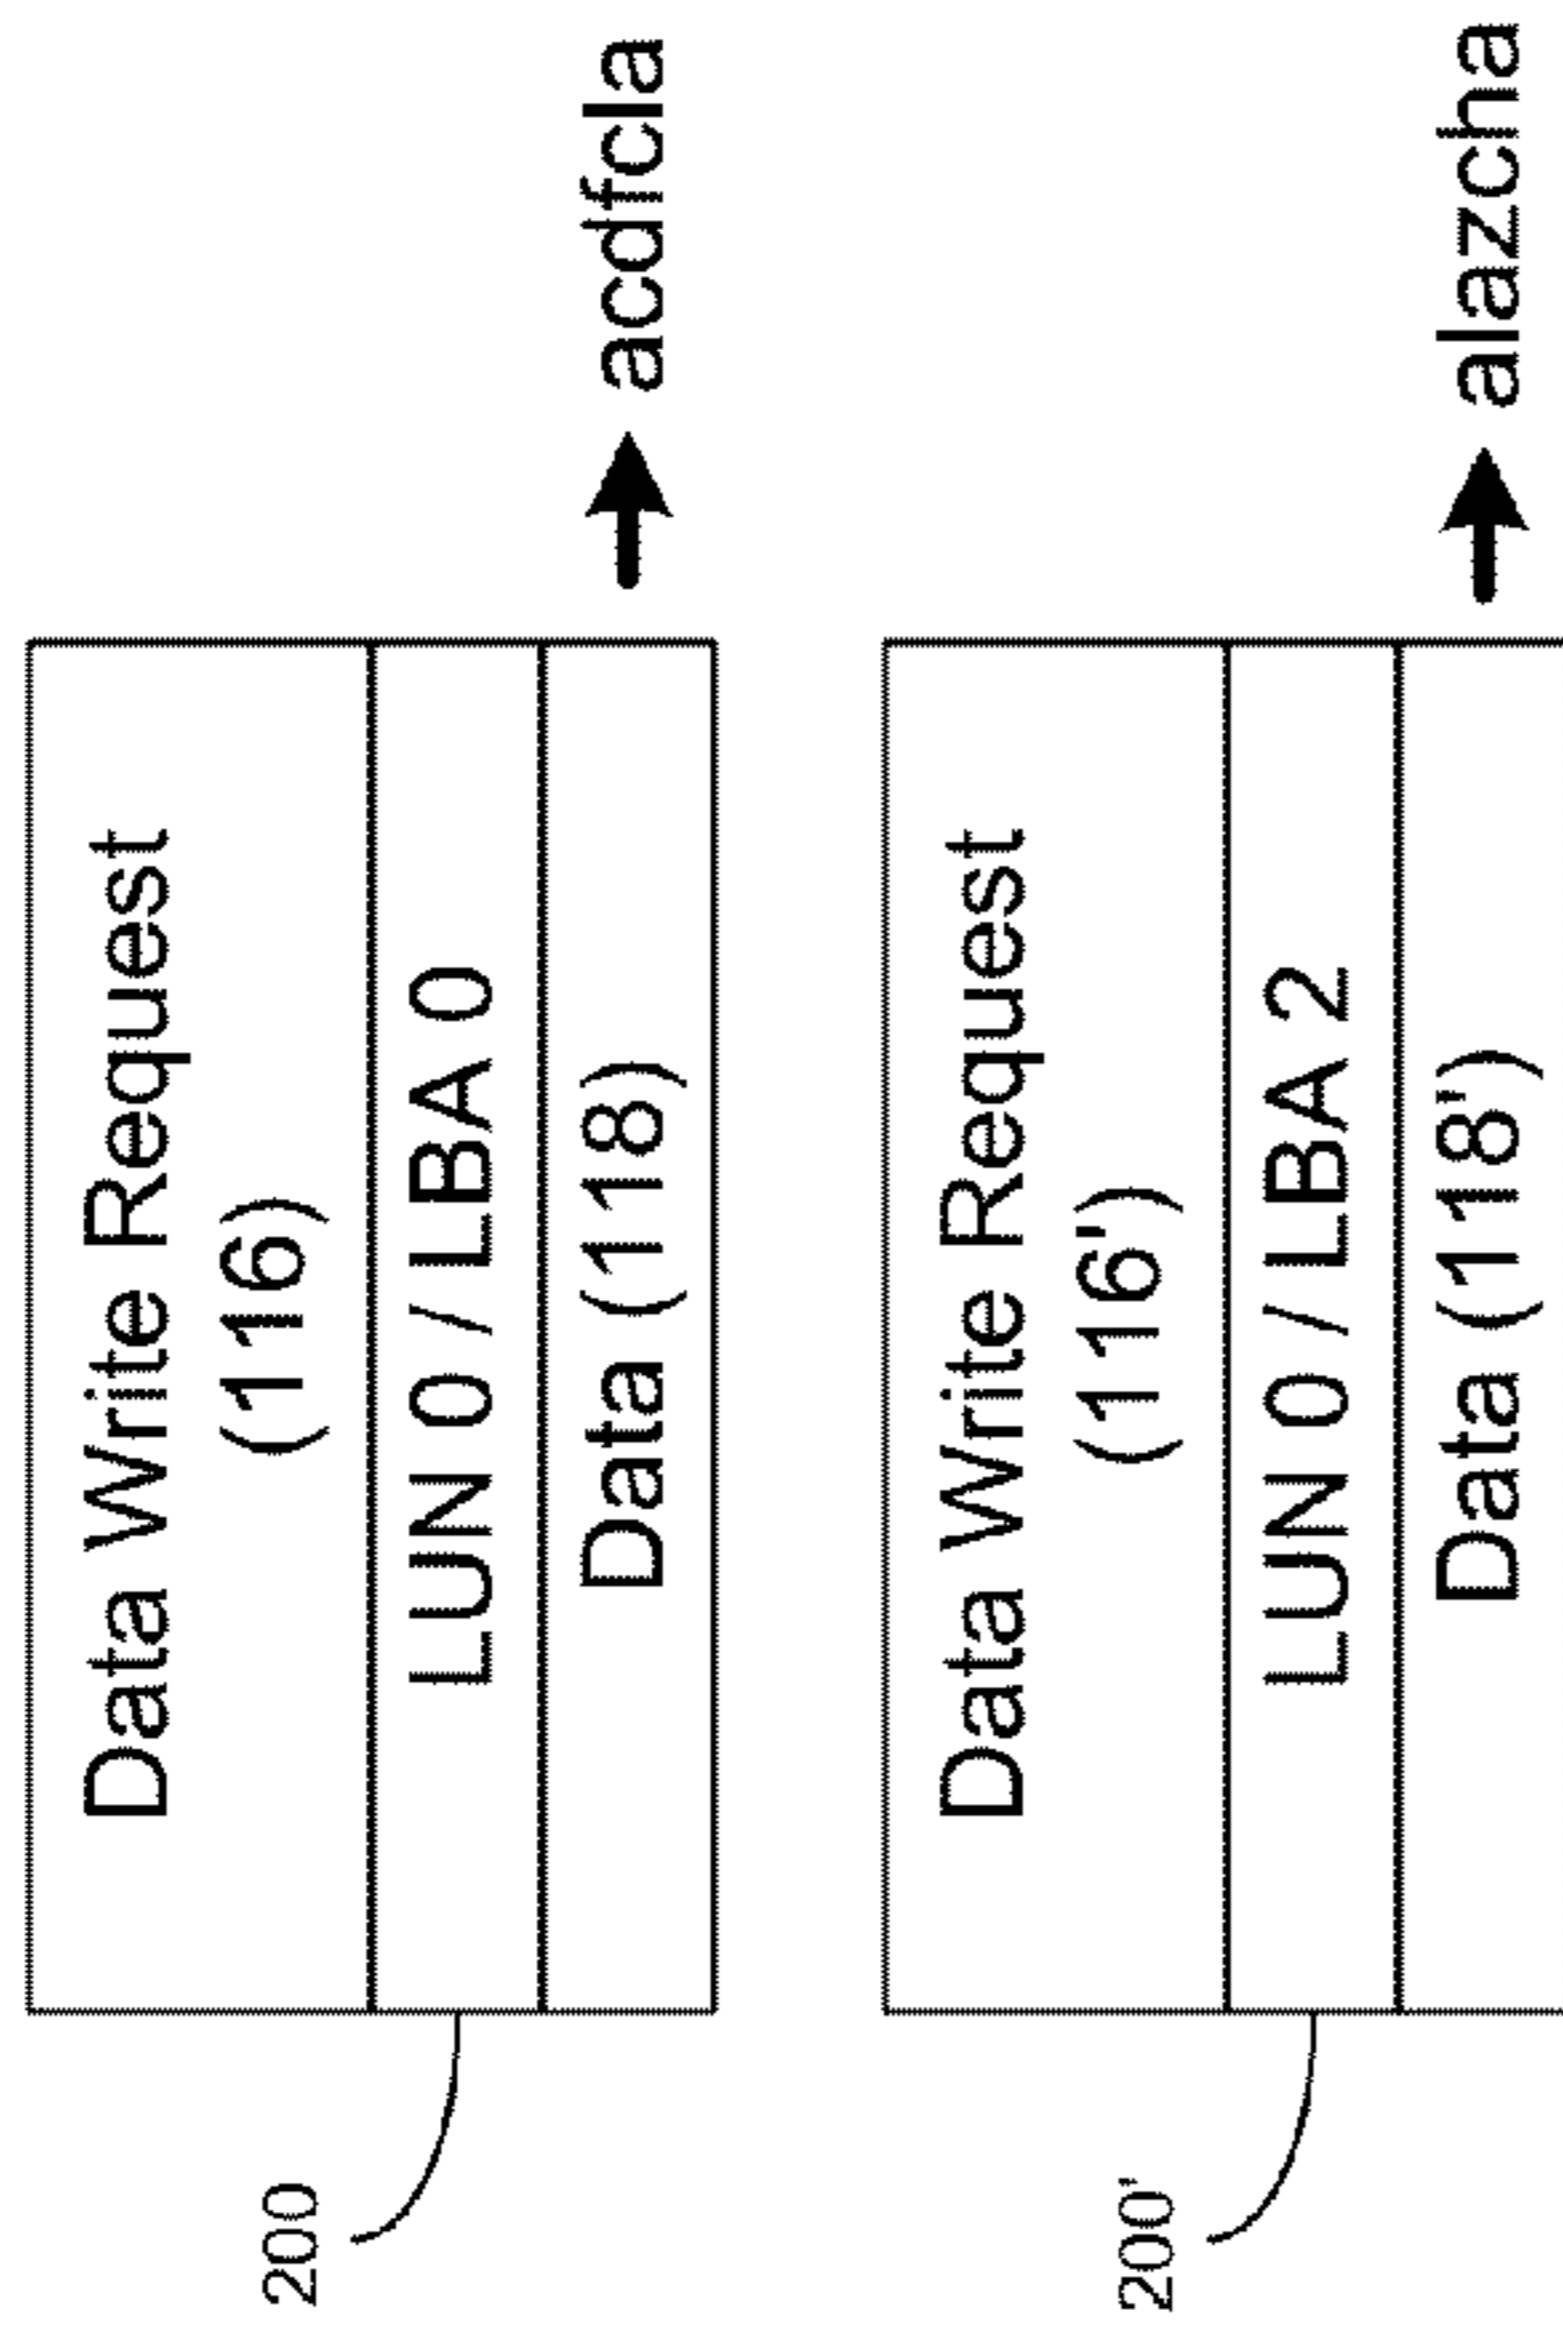 Data Write Request
(116)
200
LUN 0 / LBA 0
Data (118)
acdfcla
Data Write Request
(116')
200'
LUN 0 / LBA 2
Data (118')
alazcha